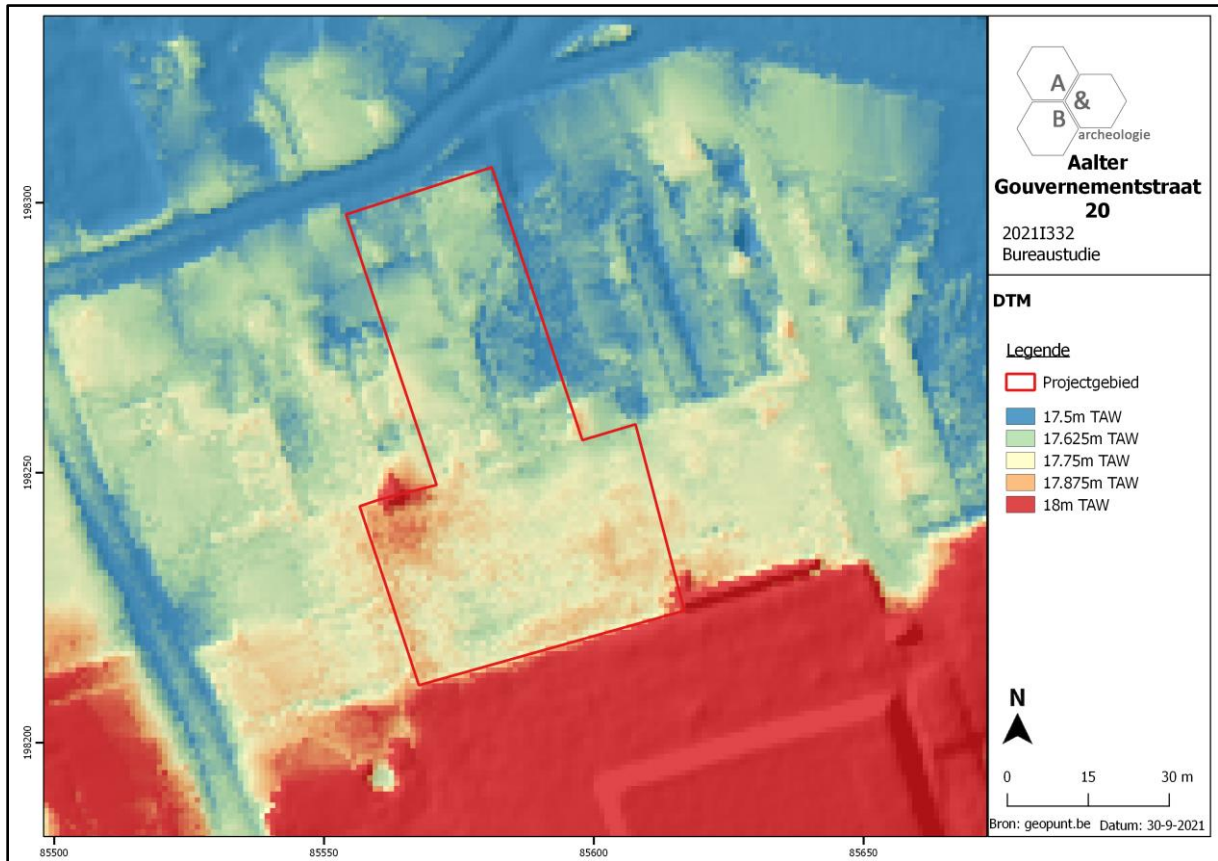 A
&
B
archeologie
Aalter
Gouvernementstraat
20
2021I332
Bureaustudie
DTM
Legende
Projectgebied
17.5m TAW
17.625m TAW
17.75m TAW
17.875m TAW
18m TAW
N
0 15 30 m
Bron: geopunt.be Datum: 30-9-2021
198300
198250
198200
85500 85550 85600 85650